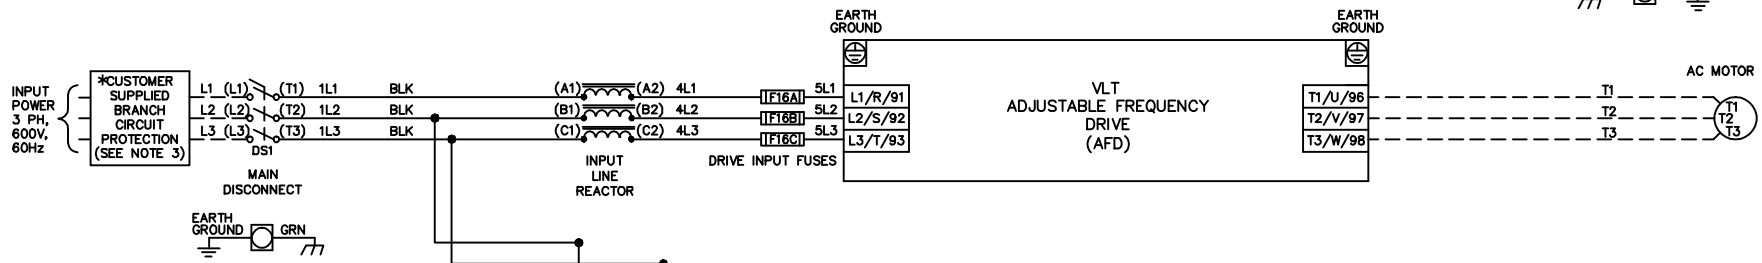 EARTH
GROUND
EARTH
GROUND
INPUT
POWER
3 PH,
600V,
60Hz
*CUSTOMER
SUPPLIED
BRANCH
CIRCUIT
PROTECTION
(SEE NOTE 3)
L1 (L1) (T1) 1L1 BLK (A1) (A2) 4L1 F16A 5L1 L1/R/91
L2 (L2) (T2) 1L2 BLK (B1) (B2) 4L2 F16B 5L2 L2/S/92
L3 (L3) (T3) 1L3 BLK (C1) (C2) 4L3 F16C 5L3 L3/T/93
DS1
MAIN
DISCONNECT
INPUT
LINE
REACTOR
DRIVE INPUT FUSES
VLT
ADJUSTABLE FREQUENCY
DRIVE
(AFD)
T1/U/96 T1
T2/V/97 T2
T3/W/98 T3
AC MOTOR
T1
T2
T3
EARTH
GROUND GRN